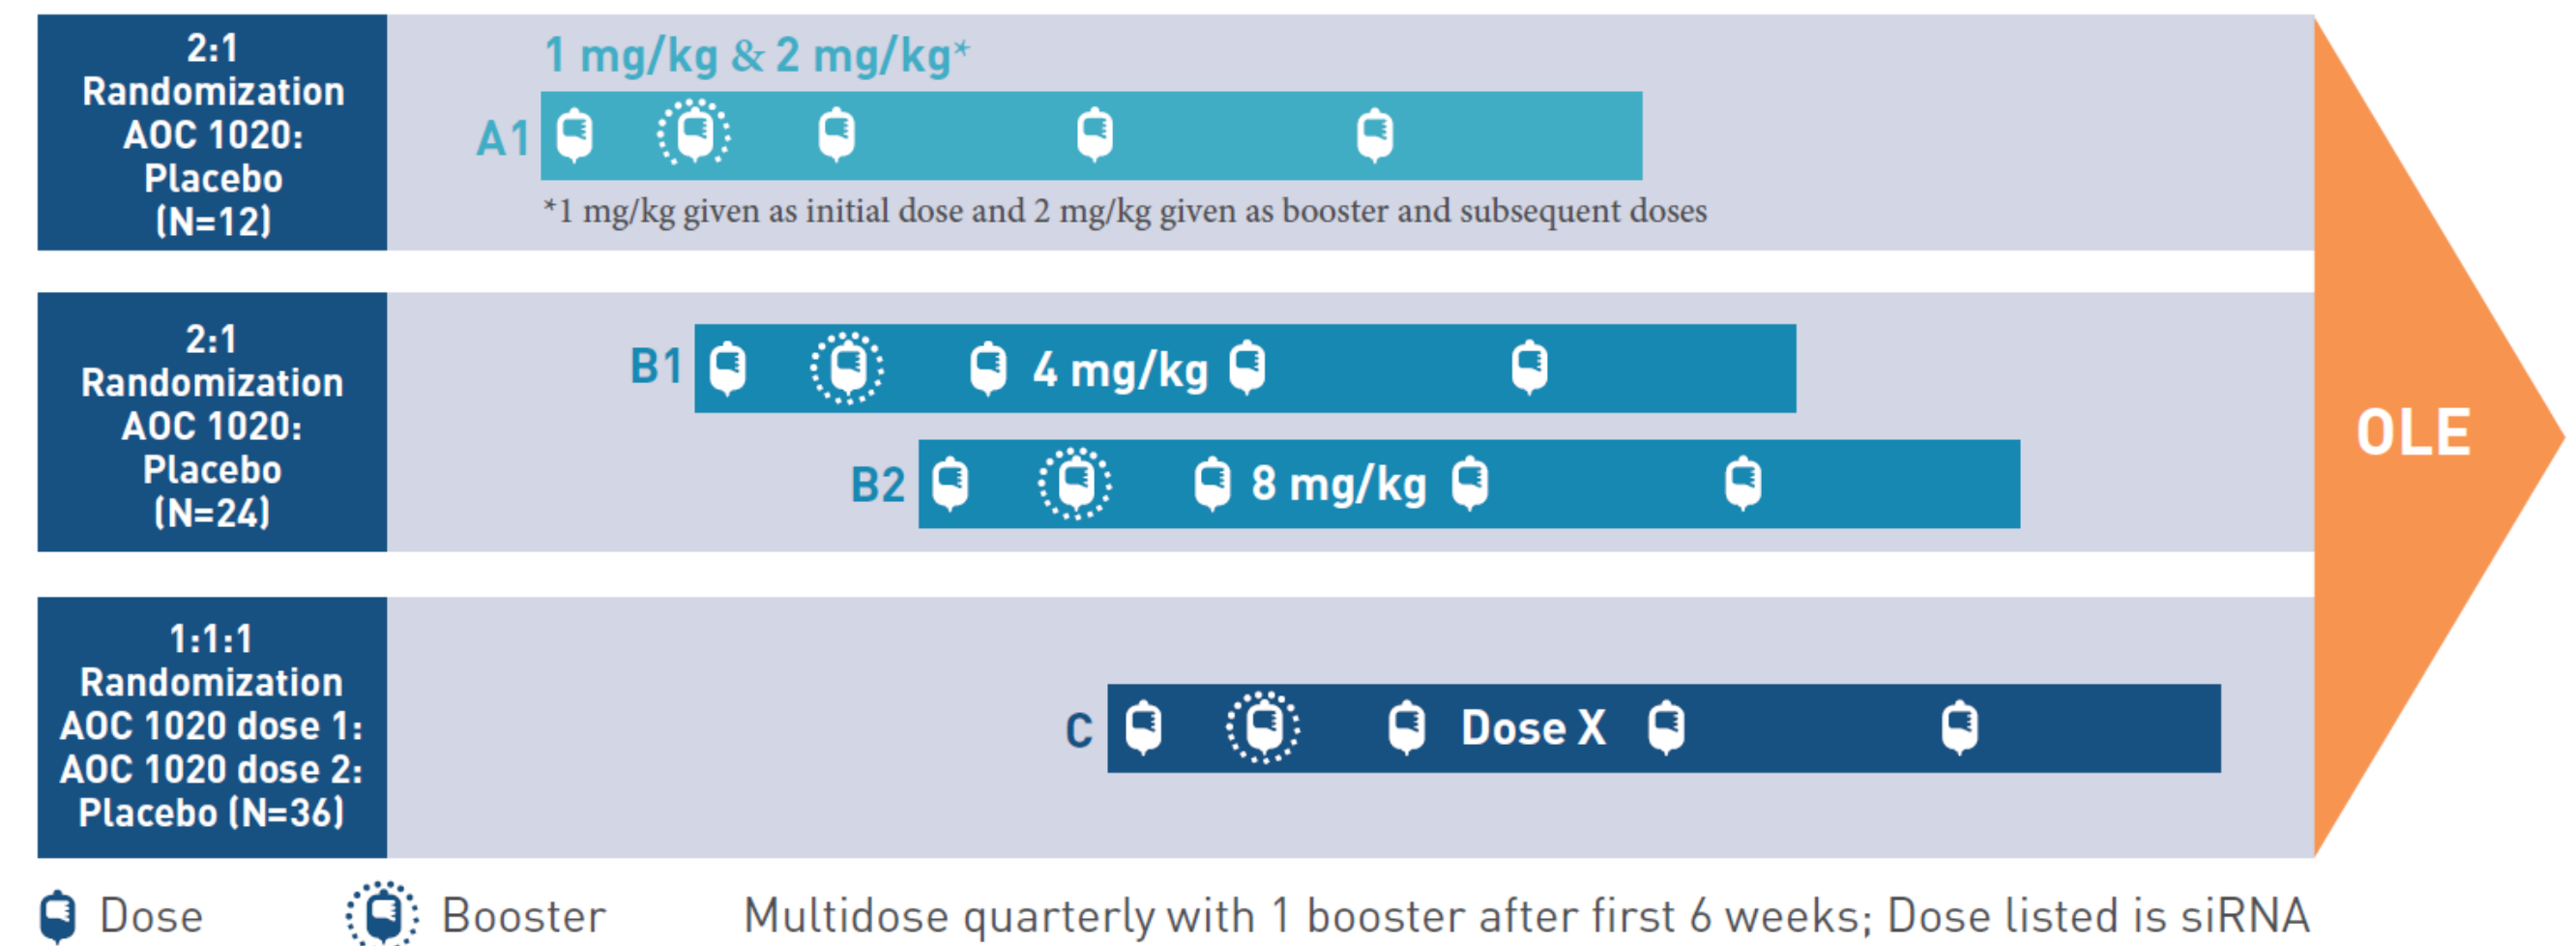 2:1
Randomization
AOC 1020:
Placebo
(N=12)
1 mg/kg & 2 mg/kg*
A1
*1 mg/kg given as initial dose and 2 mg/kg given as booster and subsequent doses
2:1
Randomization
AOC 1020:
Placebo
(N=24)
B1
4 mg/kg
B2
8 mg/kg
1:1:1
Randomization
AOC 1020 dose 1:
AOC 1020 dose 2:
Placebo (N=36)
C
Dose X
OLE
Dose
Booster
Multidose quarterly with 1 booster after first 6 weeks; Dose listed is siRNA